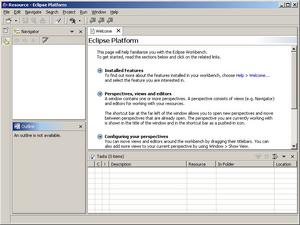 Resource - Eclipse Platform
File Edit Navigate Search Project Window Help
Navigator
Welcome
Eclipse Platform
This page will help familiarize you with the Eclipse Workbench.
To get started, read the sections below and click on the related links.
Installed features
To find out more about the features installed in your workbench, choose Help > Welcome...
and select the feature you are interested in.
Perspectives, views and editors
A window contains one or more perspectives. A perspective consists of views (e.g. Navigator)
and editors for working with your resources.
The shortcut bar at the far left of the window allows you to open new perspectives and move
between perspectives that are already open. The perspective you are currently working with
is shown in the title of the window and in the shortcut bar as a pushed-in icon.
Configuring your perspectives
You can move views and editors around the workbench by dragging their titlebars. You can
also add more views to your current perspective by using Window > Show View.
Outline
An outline is not available.
Tasks (0 items)
C ! Description Resource In Folder Location